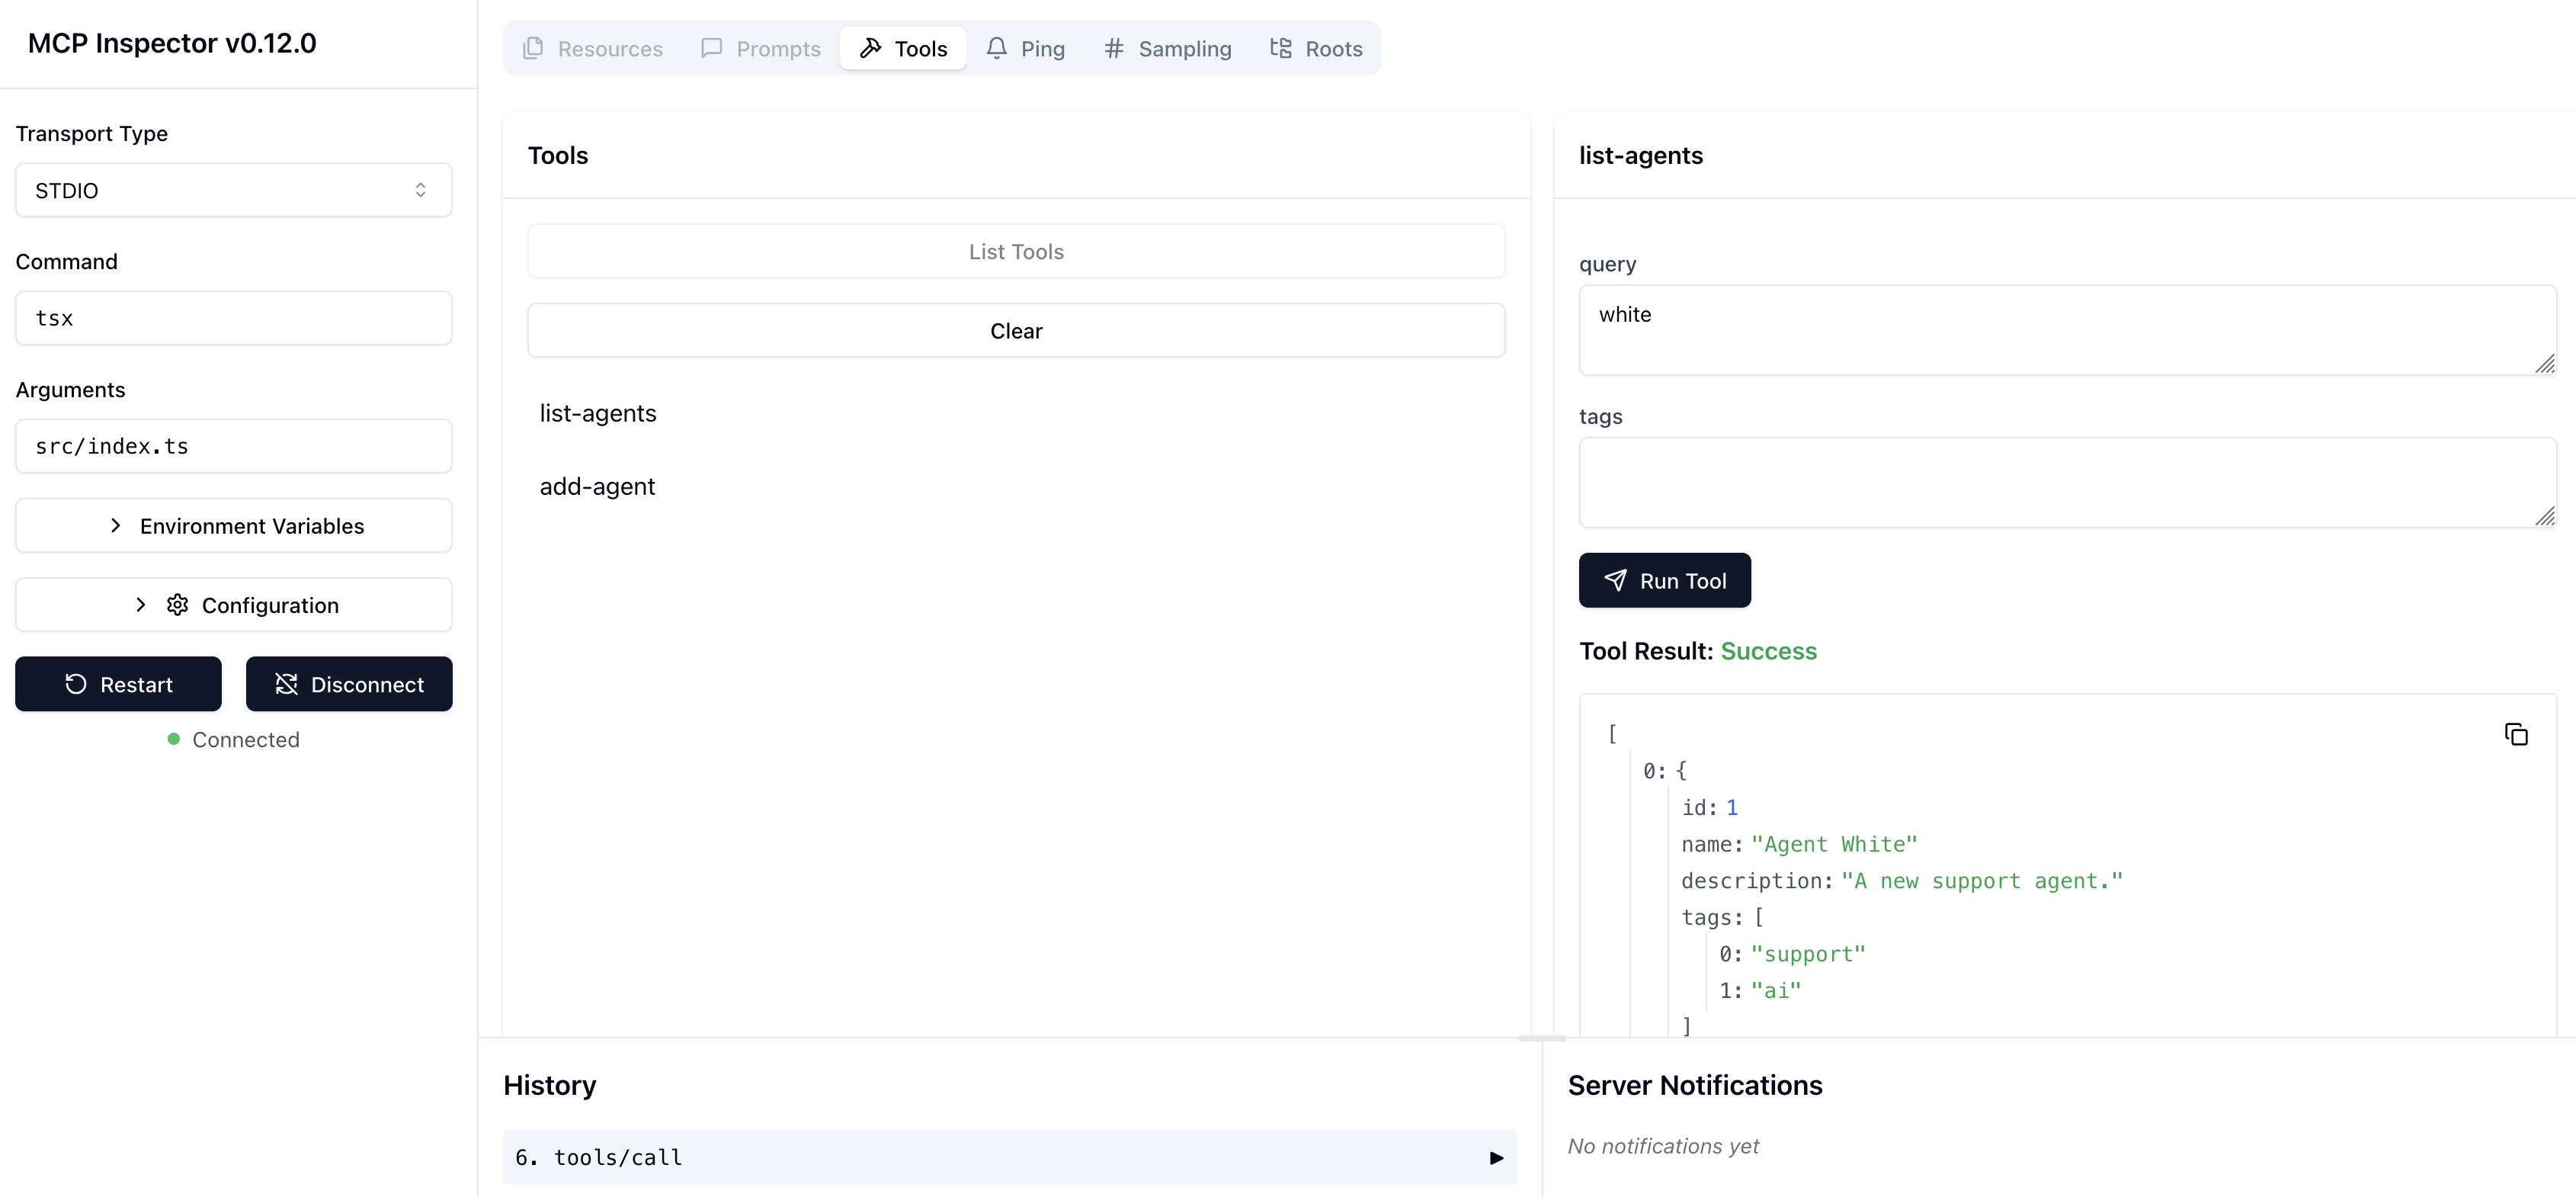 MCP Inspector v0.12.0
Transport Type
STDIO
Command
tsx
Arguments
src/index.ts
Environment Variables
Configuration
Restart
Disconnect
Connected
Resources
Prompts
Tools
Ping
Sampling
Roots
Tools
List Tools
Clear
list-agents
add-agent
list-agents
query
white
tags
Run Tool
Tool Result: Success
[
0: {
id: 1
name: "Agent White"
description: "A new support agent."
tags: [
0: "support"
1: "ai"
]
History
6. tools/call
Server Notifications
No notifications yet